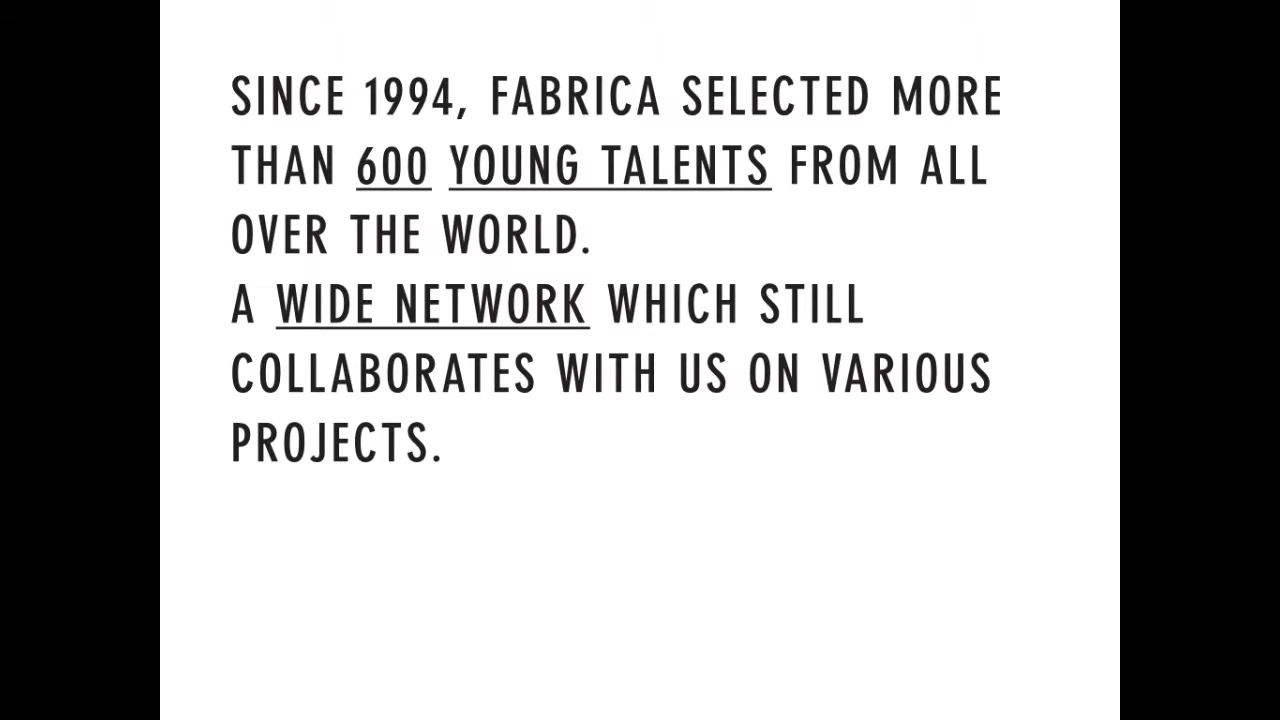 SINCE 1994, FABRICA SELECTED MORE
THAN 600 YOUNG TALENTS FROM ALL
OVER THE WORLD.
A WIDE NETWORK WHICH STILL
COLLABORATES WITH US ON VARIOUS
PROJECTS.